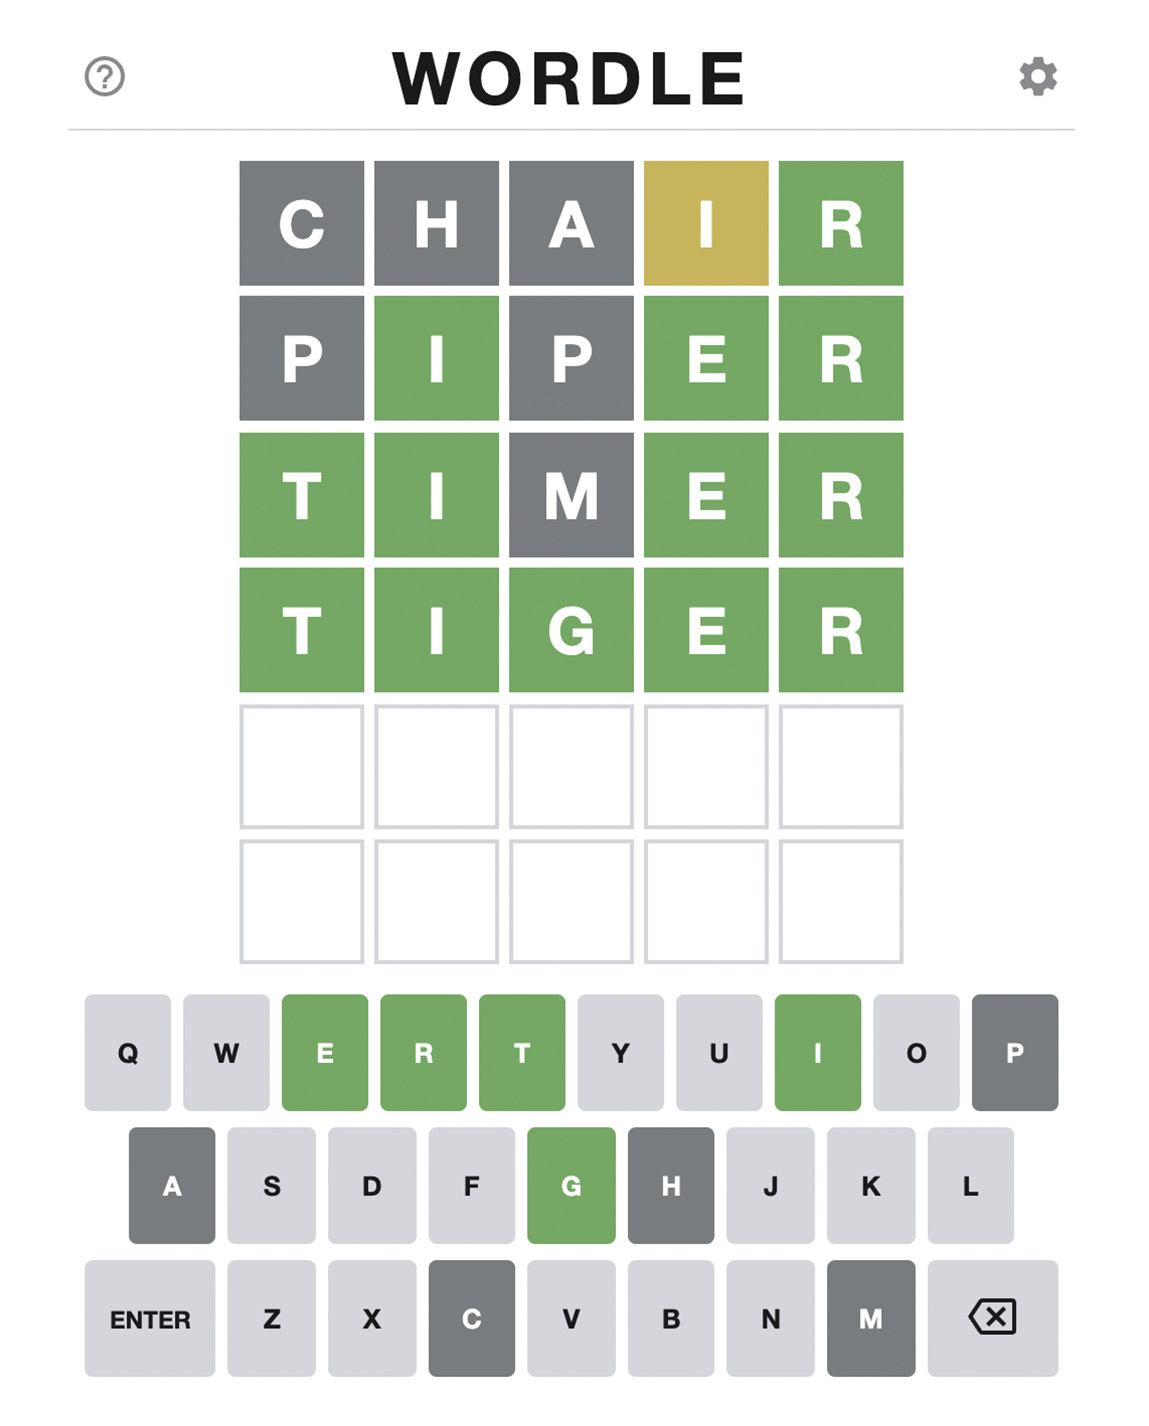 ?
WORDLE
C H A I R
P I P E R
T I M E R
T I G E R
Q W E R T Y U I O P
A S D F G H J K L
ENTER Z X C V B N M